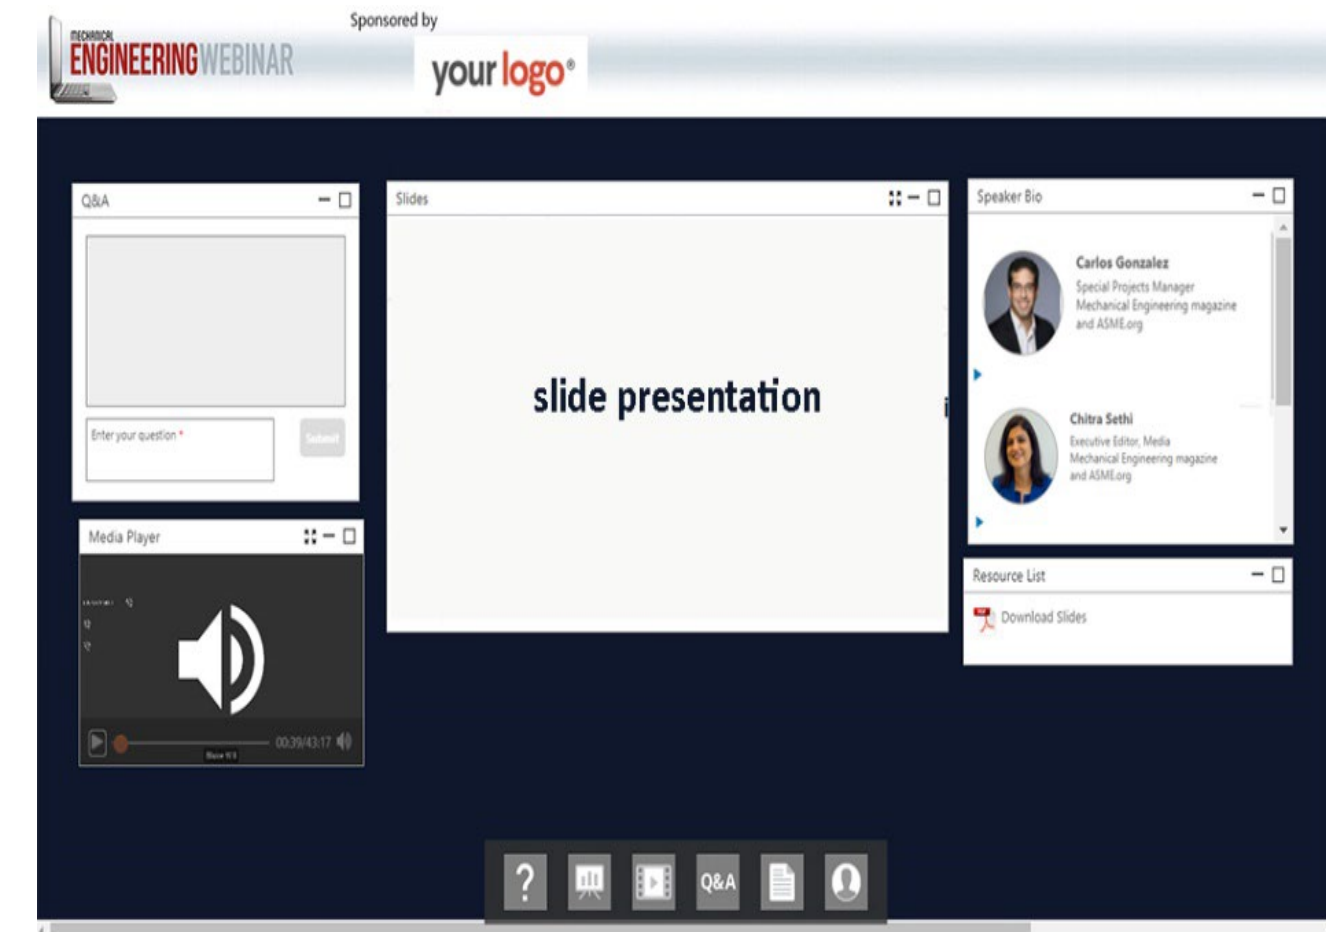 Sponsored by
MECHANICAL
ENGINEERING WEBINAR
your logo®
Q&A
Enter your question *
Submit
Media Player
00:39/43:17
Slides
slide presentation
Speaker Bio
Carlos Gonzalez
Special Projects Manager
Mechanical Engineering magazine
and ASME.org
Chitra Sethi
Executive Editor, Media
Mechanical Engineering magazine
and ASME.org
Resource List
PDF
Download Slides
?
Q&A